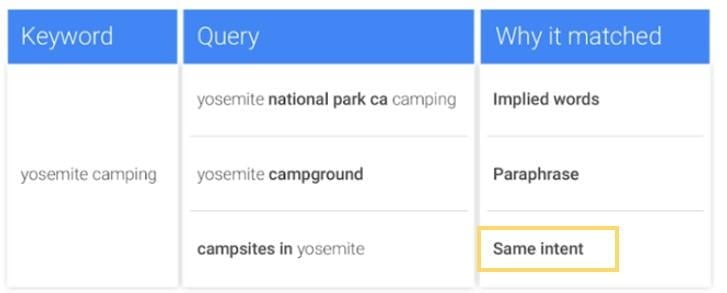 Keyword Query Why it matched
yosemite national park ca camping Implied words
yosemite camping yosemite campground Paraphrase
campsites in yosemite Same intent